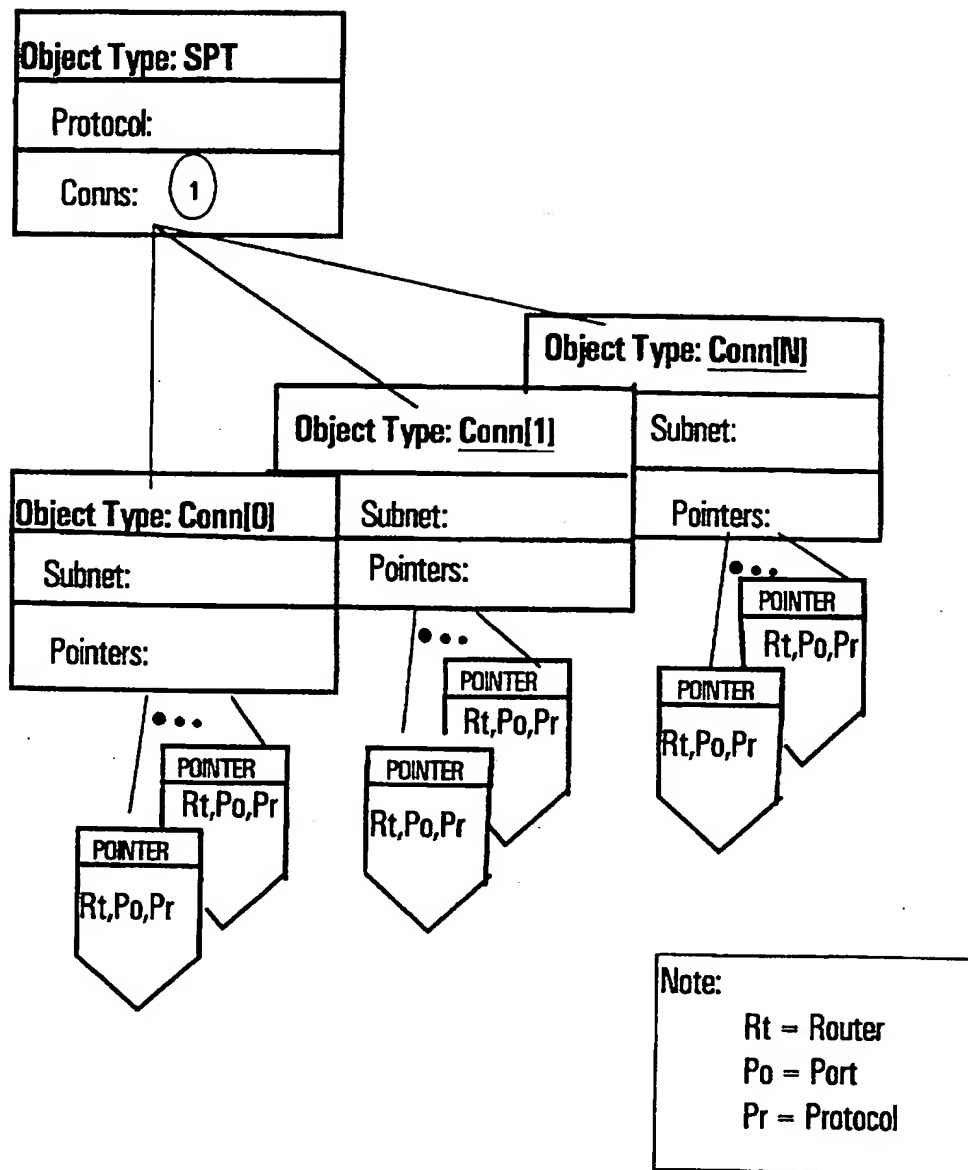 Object Type: SPT
Protocol:
Conns: 1
Object Type: Conn[N]
Subnet:
Pointers:
Object Type: Conn[1]
Subnet:
Pointers:
Object Type: Conn[0]
Subnet:
Pointers:
POINTER
Rt,Po,Pr
POINTER
Rt,Po,Pr
POINTER
Rt,Po,Pr
POINTER
Rt,Po,Pr
POINTER
Rt,Po,Pr
POINTER
Rt,Po,Pr
Note:
Rt = Router
Po = Port
Pr = Protocol